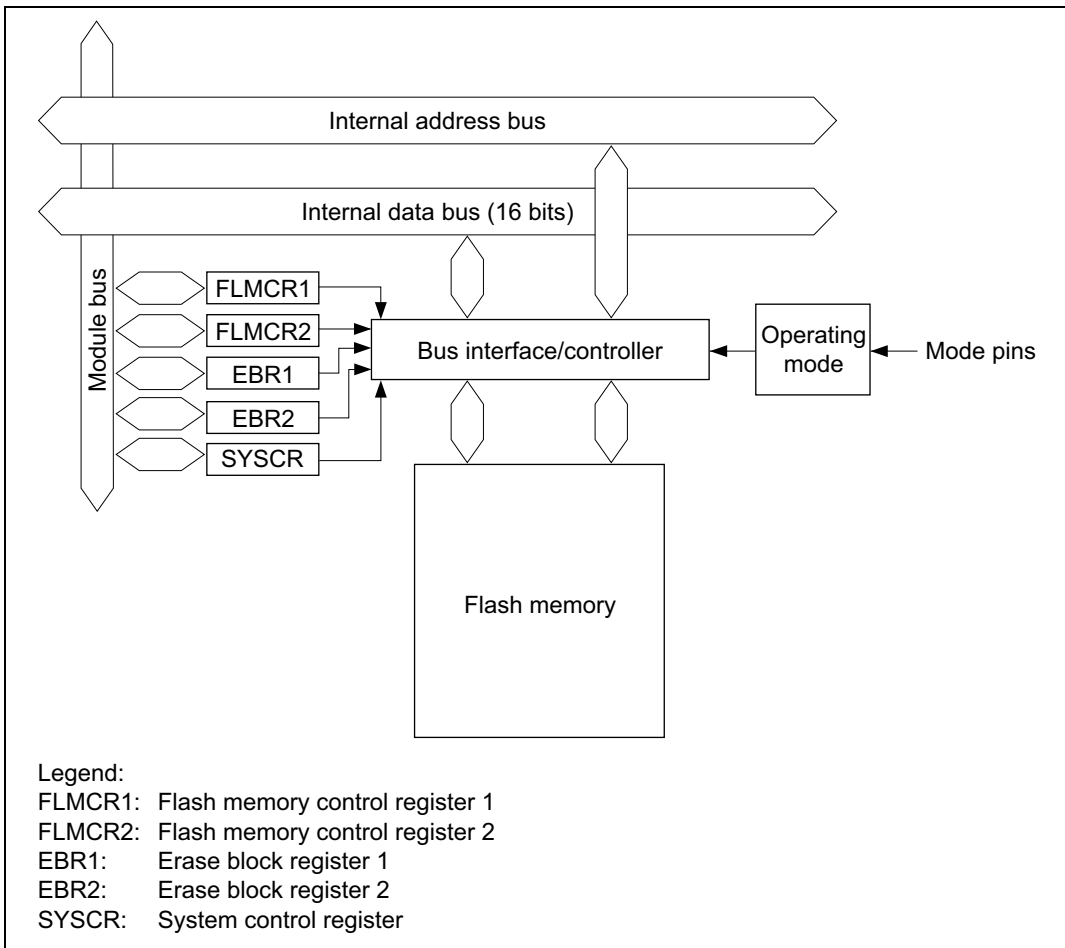 Internal address bus
Internal data bus (16 bits)
Module bus
FLMCR1
FLMCR2
EBR1
EBR2
SYSCR
Bus interface/controller
Operating
mode
Mode pins
Flash memory
Legend:
FLMCR1: Flash memory control register 1
FLMCR2: Flash memory control register 2
EBR1: Erase block register 1
EBR2: Erase block register 2
SYSCR: System control register